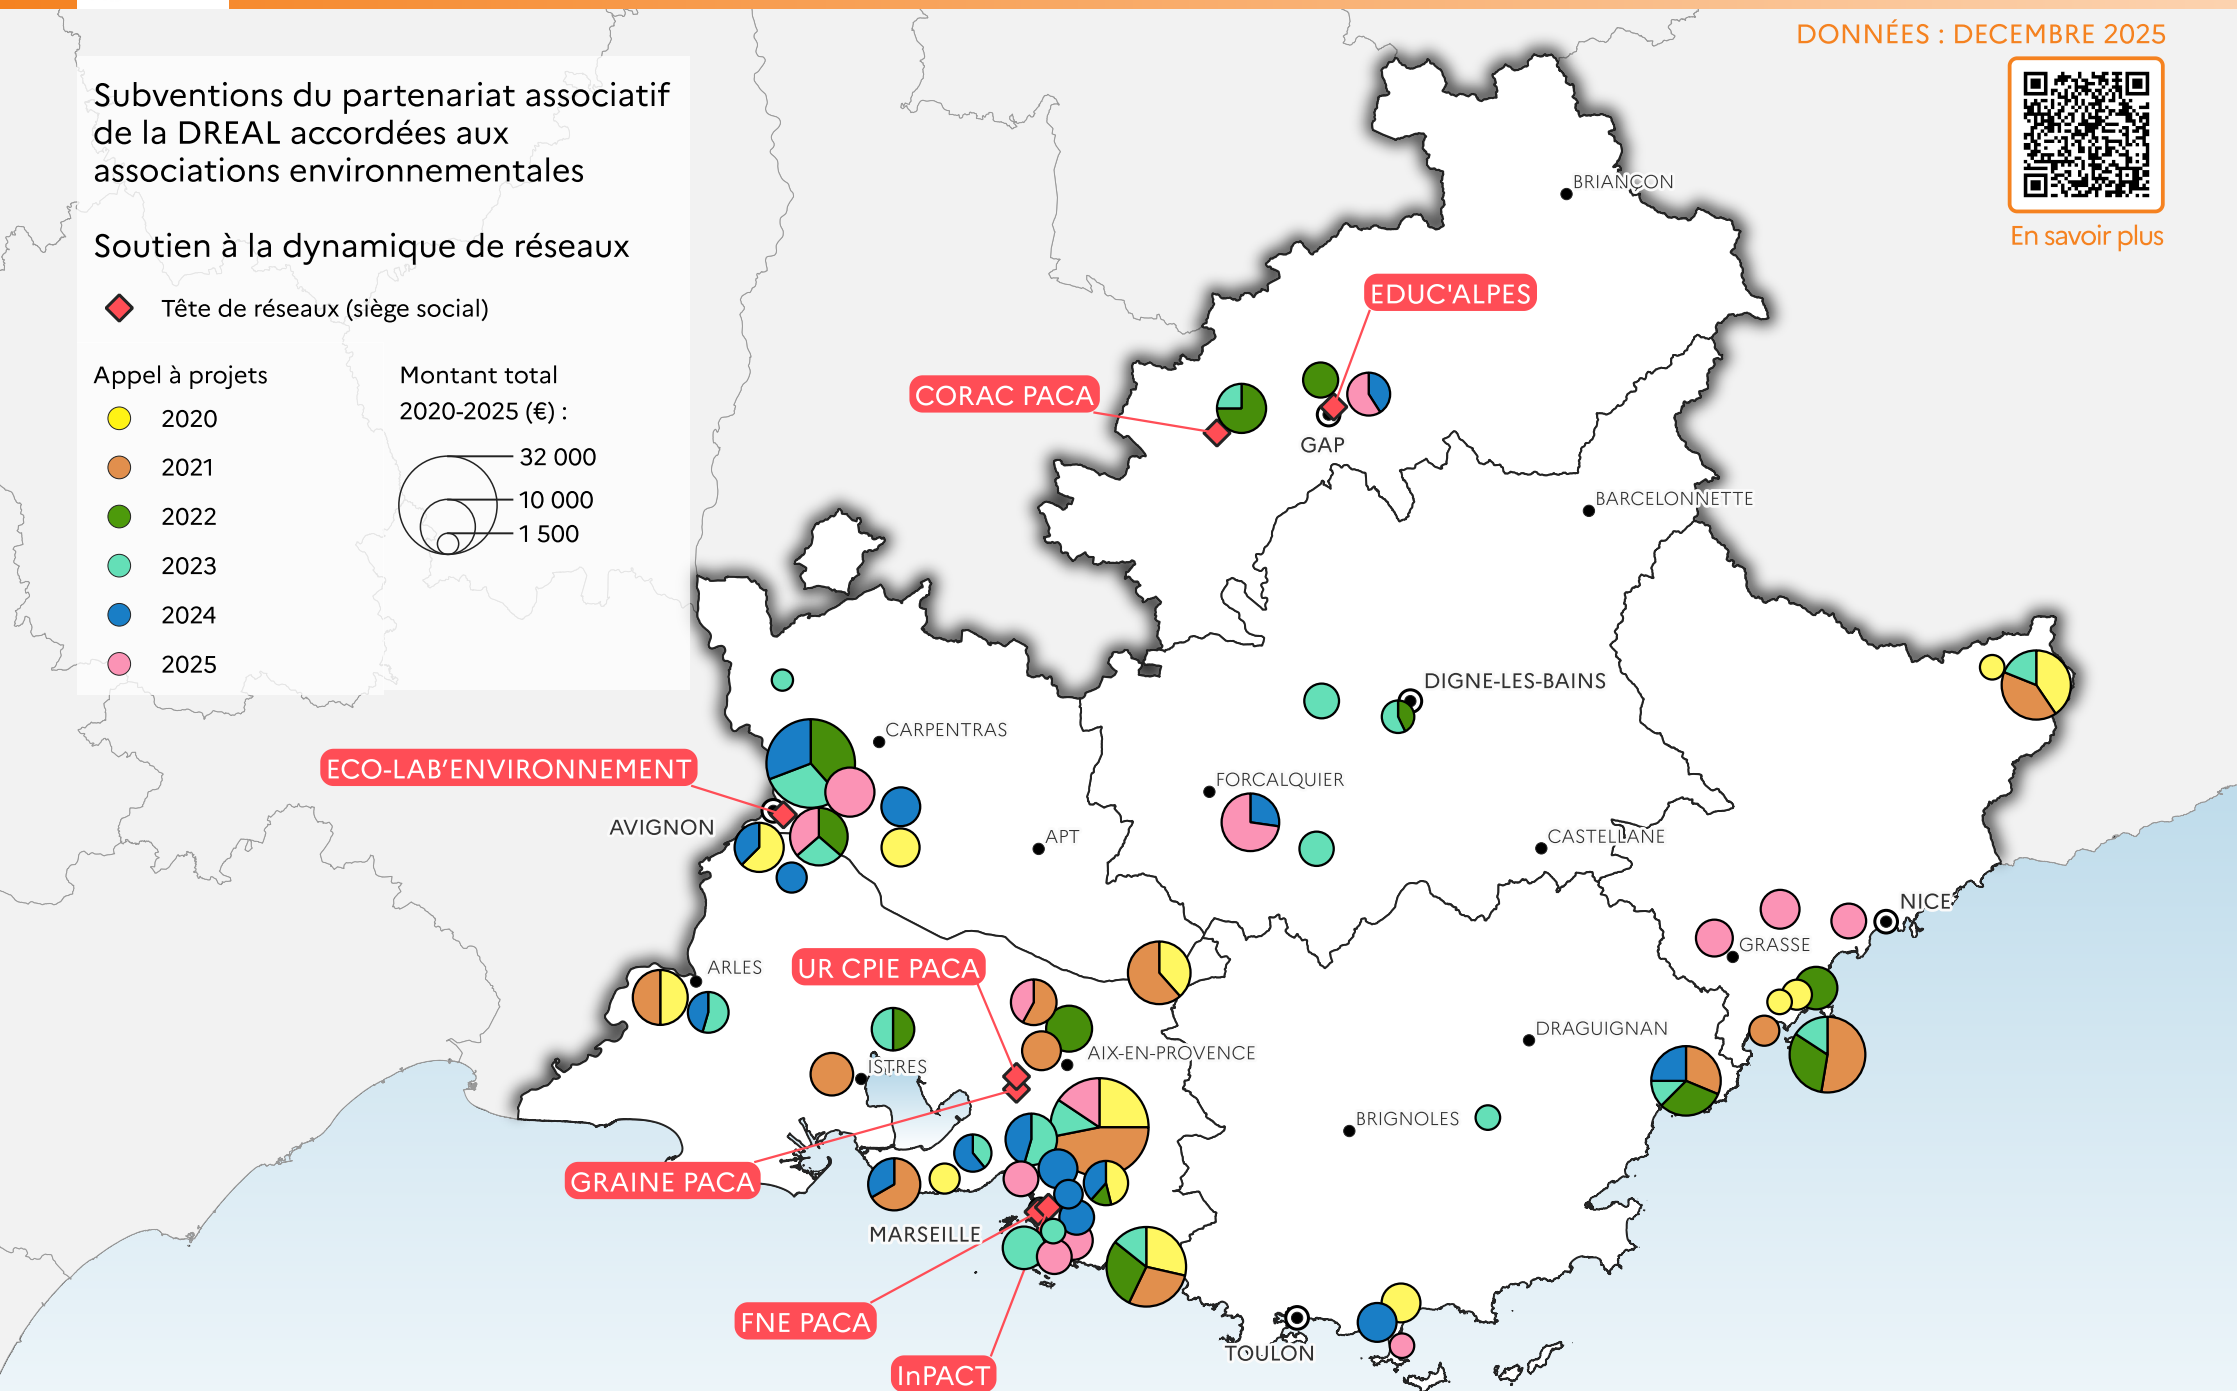 DONNÉES : DECEMBRE 2025
En savoir plus
Subventions du partenariat associatif
de la DREAL accordées aux
associations environnementales
Soutien à la dynamique de réseaux
Tête de réseaux (siège social)
Appel à projets
2020
2021
2022
2023
2024
2025
Montant total
2020-2025 (€) :
32 000
10 000
1 500
BRIANÇON
EDUC'ALPES
CORAC PACA
GAP
BARCELONNETTE
DIGNE-LES-BAINS
CARPENTRAS
ECO-LAB’ENVIRONNEMENT
FORCALQUIER
AVIGNON
APT
CASTELLANE
NICE
GRASSE
ARLES
UR CPIE PACA
DRAGUIGNAN
AIX-EN-PROVENCE
ISTRES
BRIGNOLES
GRAINE PACA
MARSEILLE
FNE PACA
TOULON
InPACT